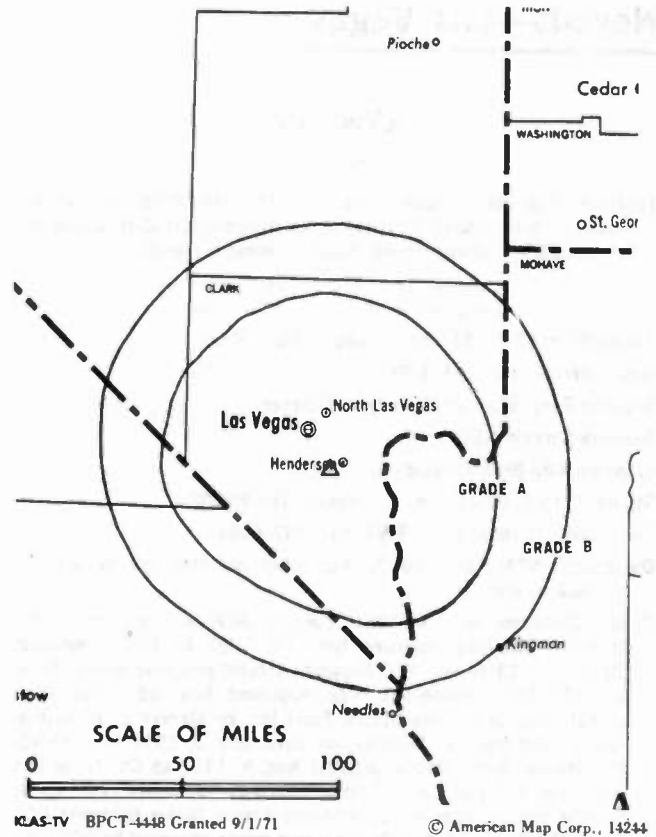 Pioche
Cedar
WASHINGTON
St. Geor
MOHAVE
CLARK
North Las Vegas
Las Vegas
Henderson
GRADE A
GRADE B
Kingman
stow
Needles
SCALE OF MILES
0 50 100
KLAS-TV BPCT-4448 Granted 9/1/71 © American Map Corp., 14244